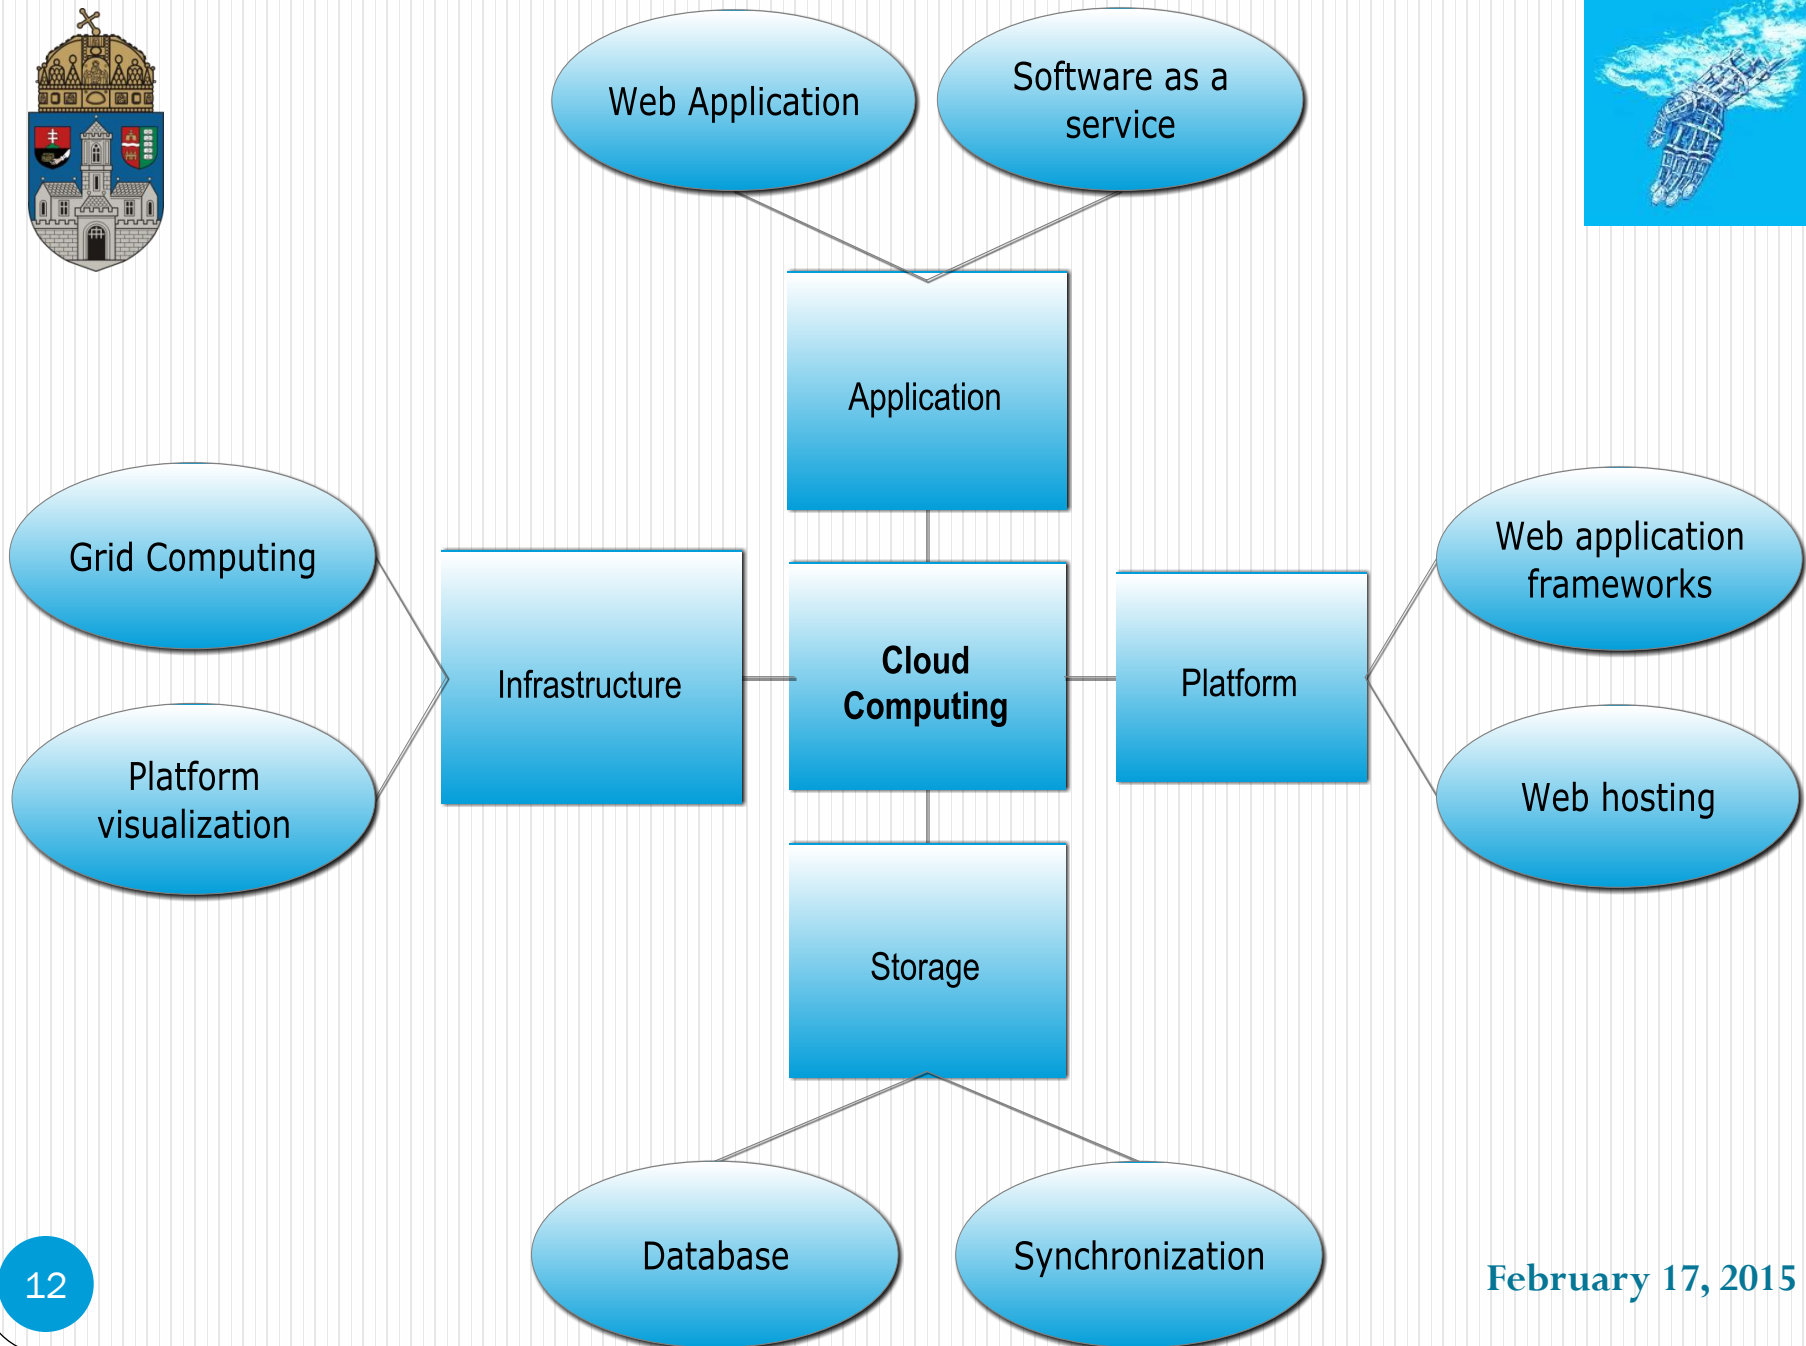 Web Application
Software as a
service
Application
Grid Computing
Web application
frameworks
Infrastructure
Cloud
Computing
Platform
Platform
visualization
Web hosting
Storage
Database
Synchronization
12
February 17, 2015